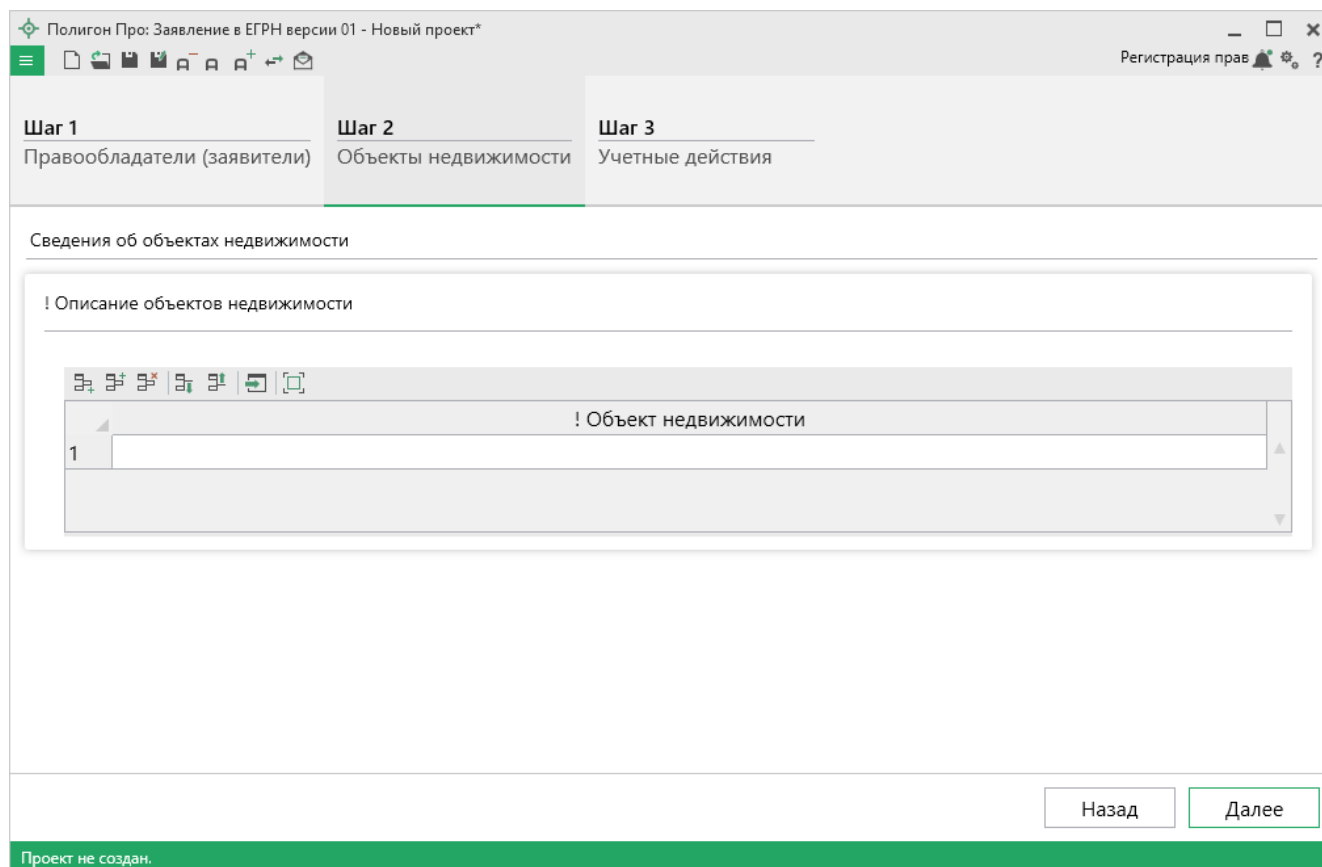 Полигон Про: Заявление в ЕГРН версии 01 - Новый проект*
Регистрация прав
Шаг 1
Правообладатели (заявители)
Шаг 2
Объекты недвижимости
Шаг 3
Учетные действия
Сведения об объектах недвижимости
! Описание объектов недвижимости
! Объект недвижимости
1
Назад
Далее
Проект не создан.